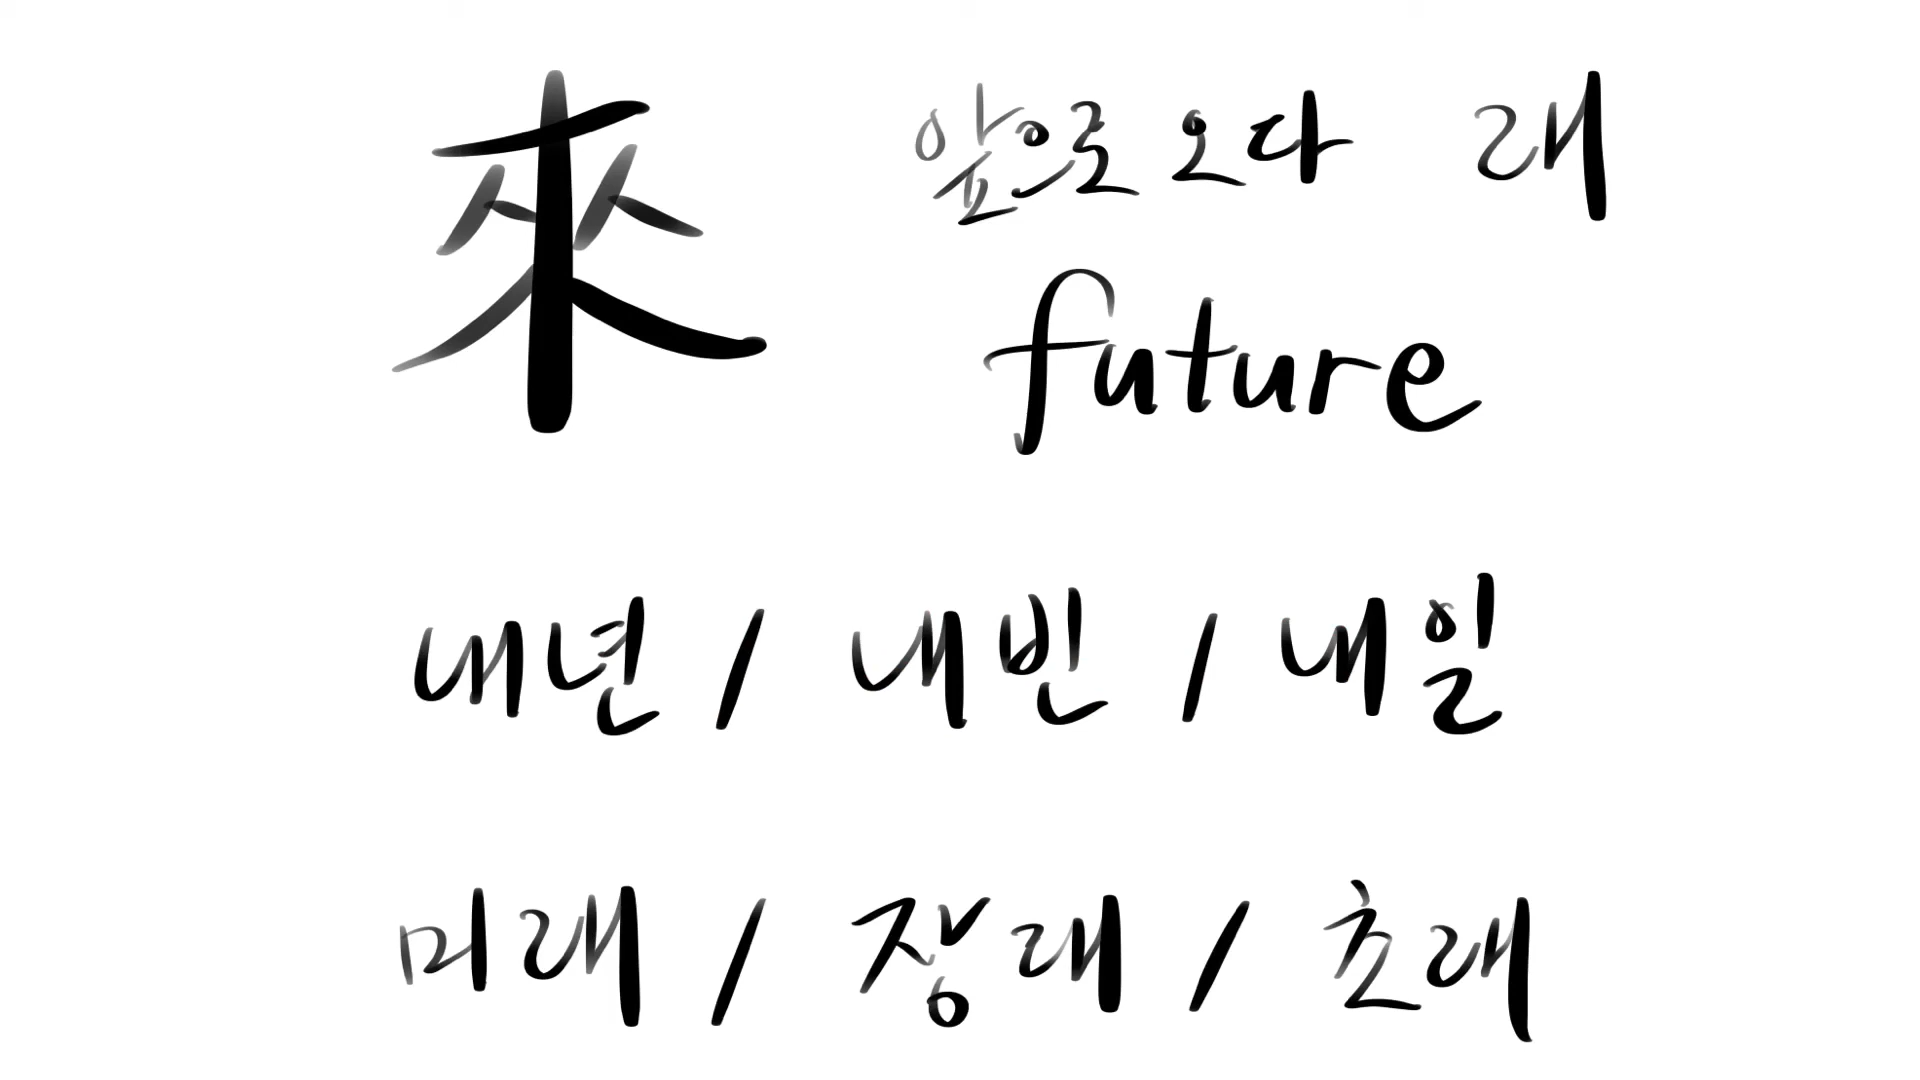 來 앞으로 오다 래
future
내년 / 내빈 / 내일
미래 / 장래 / 초래